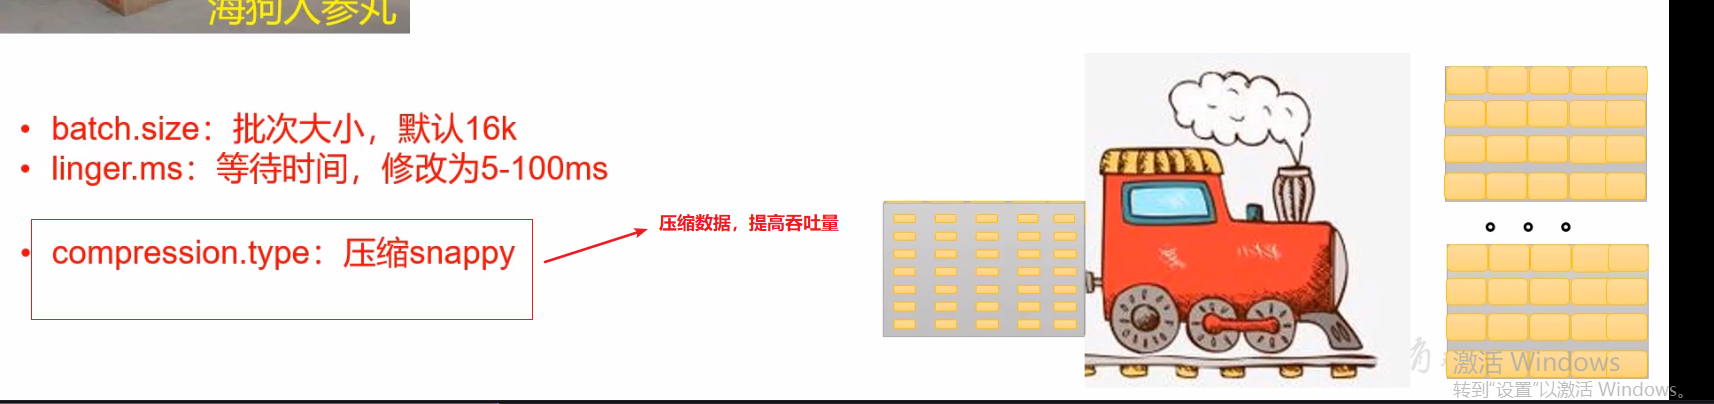 海狗人参丸
• batch.size：批次大小，默认16k
• linger.ms：等待时间，修改为5-100ms
• compression.type：压缩snappy
压缩数据，提高吞吐量
激活 Windows
转到“设置”以激活 Windows。